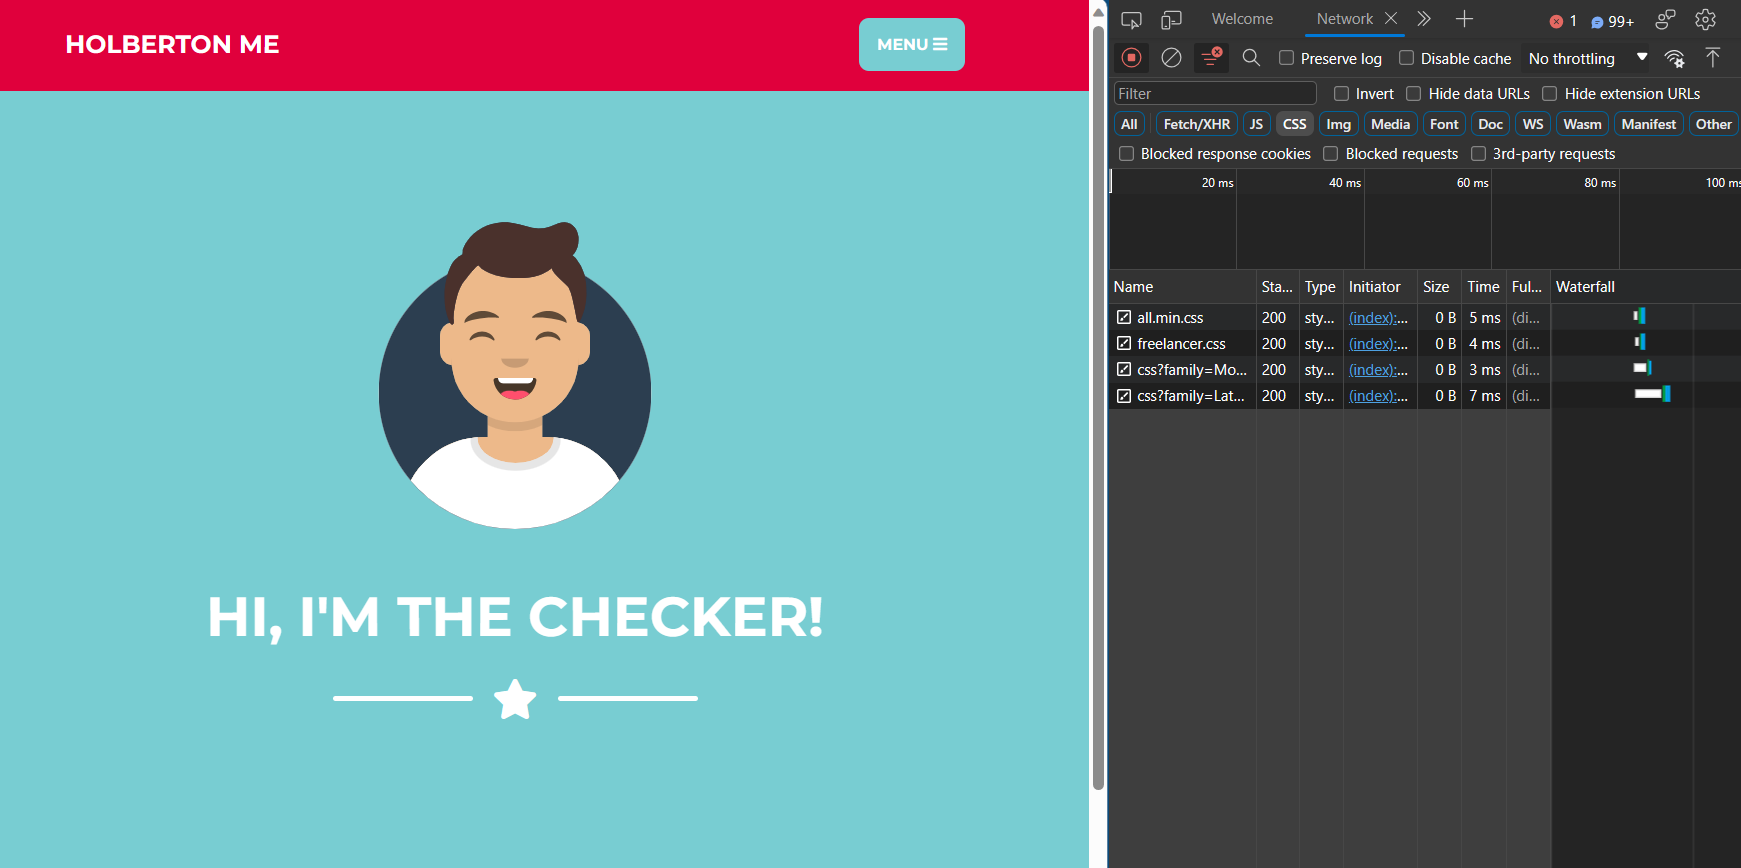 HOLBERTON ME
MENU
HI, I'M THE CHECKER!
Welcome
Network
1
99+
Preserve log
Disable cache
No throttling
Filter
Invert
Hide data URLs
Hide extension URLs
All
Fetch/XHR
JS
CSS
Img
Media
Font
Doc
WS
Wasm
Manifest
Other
Blocked response cookies
Blocked requests
3rd-party requests
20 ms
40 ms
60 ms
80 ms
100 ms
Name Sta... Type Initiator Size Time Ful... Waterfall
all.min.css 200 sty... (index):... 0 B 5 ms (di...
freelancer.css 200 sty... (index):... 0 B 4 ms (di...
css?family=Mo... 200 sty... (index):... 0 B 3 ms (di...
css?family=Lat... 200 sty... (index):... 0 B 7 ms (di...